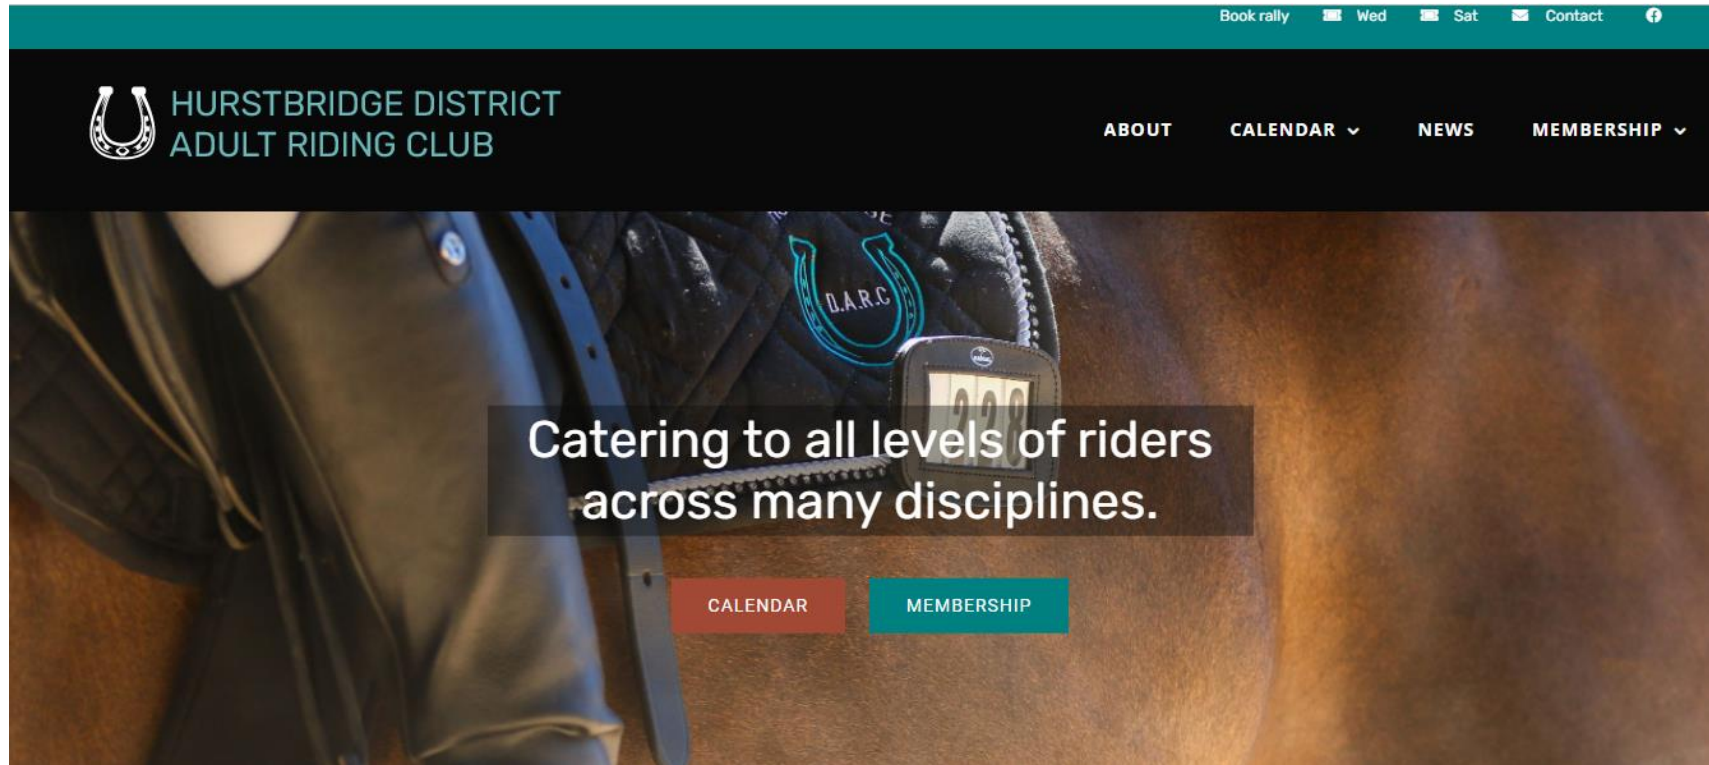 Book rally Wed Sat Contact
HURSTBRIDGE DISTRICT
ADULT RIDING CLUB
ABOUT CALENDAR NEWS MEMBERSHIP
D.A.R.C
228
Catering to all levels of riders
across many disciplines.
CALENDAR MEMBERSHIP